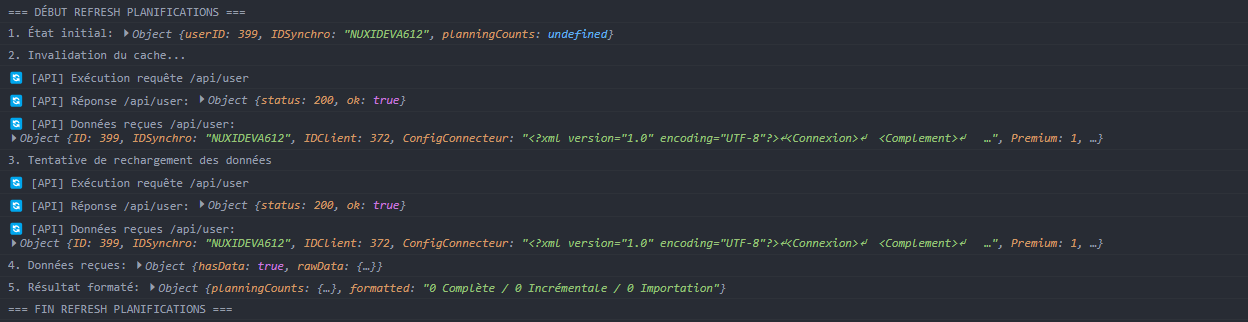 === DÉBUT REFRESH PLANIFICATIONS ===
1. État initial: ▶Object {userID: 399, IDSynchro: "NUXIDEVA612", planningCounts: undefined}
2. Invalidation du cache...
🔄 [API] Exécution requête /api/user
🔄 [API] Réponse /api/user: ▶Object {status: 200, ok: true}
🔄 [API] Données reçues /api/user:
▶Object {ID: 399, IDSynchro: "NUXIDEVA612", IDClient: 372, ConfigConnecteur: "<?xml version="1.0" encoding="UTF-8"?>↵<Connexion>↵ <Complement>↵ …", Premium: 1, …}
3. Tentative de rechargement des données
🔄 [API] Exécution requête /api/user
🔄 [API] Réponse /api/user: ▶Object {status: 200, ok: true}
🔄 [API] Données reçues /api/user:
▶Object {ID: 399, IDSynchro: "NUXIDEVA612", IDClient: 372, ConfigConnecteur: "<?xml version="1.0" encoding="UTF-8"?>↵<Connexion>↵ <Complement>↵ …", Premium: 1, …}
4. Données reçues: ▶Object {hasData: true, rawData: {…}}
5. Résultat formaté: ▶Object {planningCounts: {…}, formatted: "0 Complète / 0 Incrémentale / 0 Importation"}
=== FIN REFRESH PLANIFICATIONS ===